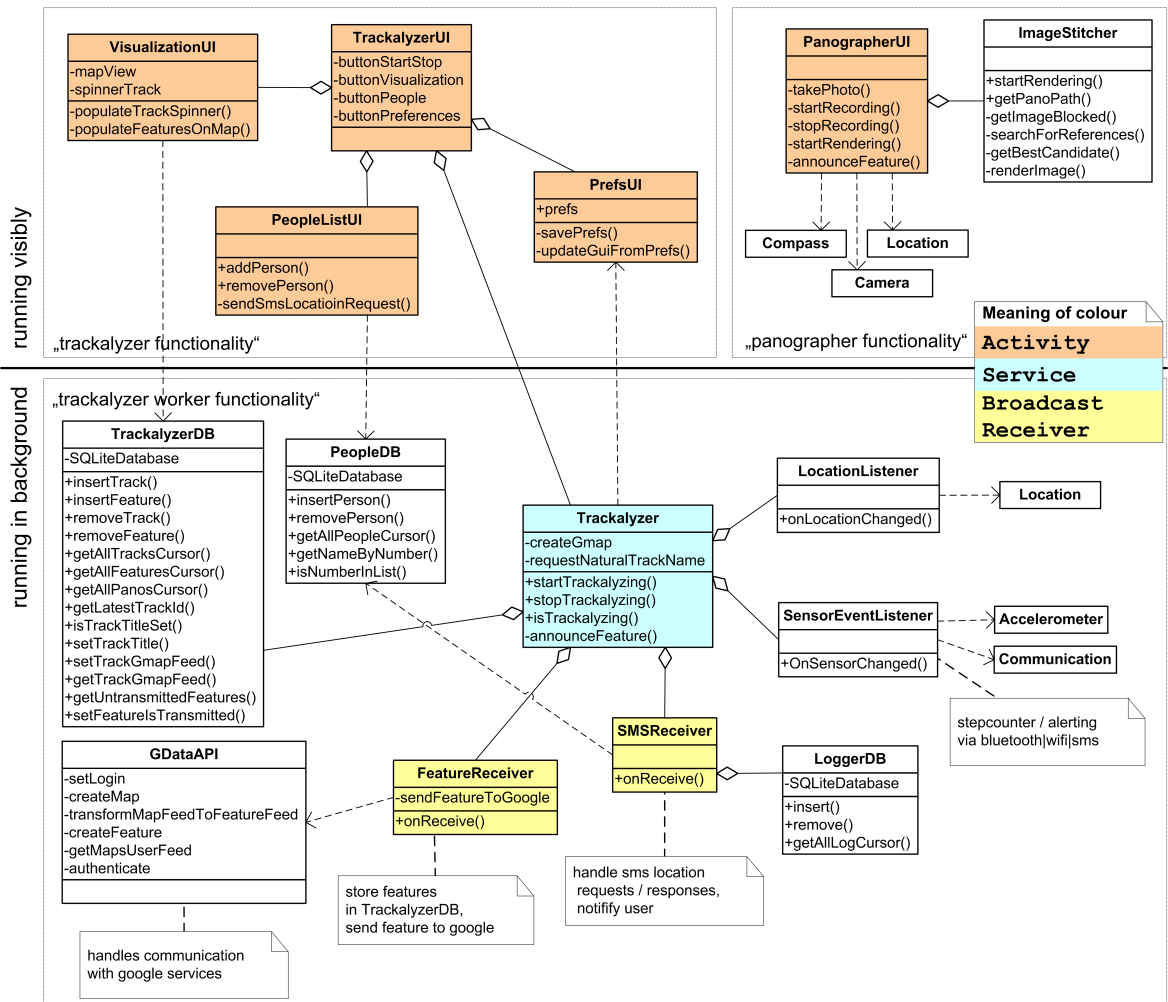 VisualizationUI
-mapView
-spinnerTrack
-populateTrackSpinner()
-populateFeaturesOnMap()
TrackalyzerUI
-buttonStartStop
-buttonVisualization
-buttonPeople
-buttonPreferences
PeopleListUI
+addPerson()
+removePerson()
-sendSmsLocatioinRequest()
PrefsUI
+prefs
-savePrefs()
-updateGuiFromPrefs()
„trackalyzer functionality“
running visibly
PanographerUI
-takePhoto()
-startRecording()
-stopRecording()
-startRendering()
-announceFeature()
ImageStitcher
+startRendering()
+getPanoPath()
-getImageBlocked()
-searchForReferences()
-getBestCandidate()
-renderImage()
Compass
Location
Camera
„panographer functionality“
Meaning of colour
Activity
Service
Broadcast
Receiver
running in background
„trackalyzer worker functionality“
TrackalyzerDB
-SQLiteDatabase
+insertTrack()
+insertFeature()
+removeTrack()
+removeFeature()
+getAllTracksCursor()
+getAllFeaturesCursor()
+getAllPanosCursor()
+getLatestTrackId()
+isTrackTitleSet()
+setTrackTitle()
+setTrackGmapFeed()
+getTrackGmapFeed()
+getUntransmittedFeatures()
+setFeatureIsTransmitted()
PeopleDB
-SQLiteDatabase
+insertPerson()
+removePerson()
+getAllPeopleCursor()
+getNameByNumber()
+isNumberInList()
Trackalyzer
-createGmap
-requestNaturalTrackName
+startTrackalyzing()
+stopTrackalyzing()
+isTrackalyzing()
-announceFeature()
LocationListener
+onLocationChanged()
Location
SensorEventListener
+OnSensorChanged()
Accelerometer
Communication
stepcounter / alerting
via bluetooth|wifi|sms
GDataAPI
-setLogin
-createMap
-transformMapFeedToFeatureFeed
-createFeature
-getMapsUserFeed
-authenticate
handles communication
with google services
FeatureReceiver
-sendFeatureToGoogle
+onReceive()
store features
in TrackalyzerDB,
send feature to google
SMSReceiver
+onReceive()
handle sms location
requests / responses,
notifify user
LoggerDB
-SQLiteDatabase
+insert()
+remove()
+getAllLogCursor()